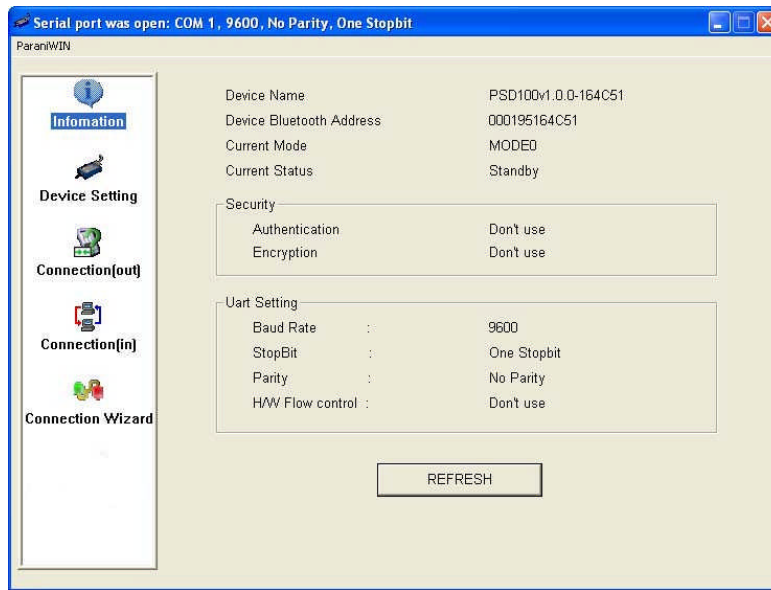 Serial port was open: COM 1, 9600, No Parity, One Stopbit
ParaniWIN
Infomation
Device Setting
Connection(out)
Connection(in)
Connection Wizard
Device Name PSD100v1.0.0-164C51
Device Bluetooth Address 000195164C51
Current Mode MODE0
Current Status Standby
Security
Authentication Don't use
Encryption Don't use
Uart Setting
Baud Rate : 9600
StopBit : One Stopbit
Parity : No Parity
H/W Flow control : Don't use
REFRESH